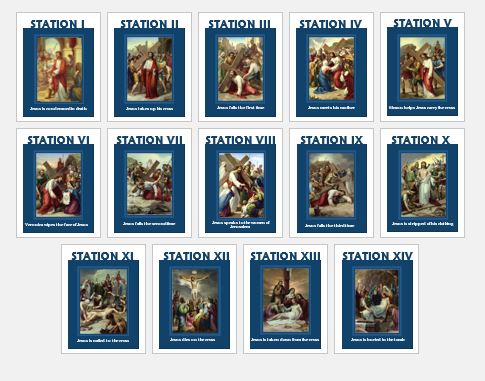 STATION I
STATION II
STATION III
STATION IV
STATION V
Jesus is condemned to death
Jesus takes up his cross
Jesus falls the first time
Jesus meets his mother
Simon helps Jesus carry the cross
STATION VI
STATION VII
STATION VIII
STATION IX
STATION X
Veronica wipes the face of Jesus
Jesus falls the second time
Jesus speaks to the women of
Jerusalem
Jesus falls the third time
Jesus is stripped of his clothing
STATION XI
STATION XII
STATION XIII
STATION XIV
Jesus is nailed to the cross
Jesus dies on the cross
Jesus is taken down from the cross
Jesus is buried in the tomb